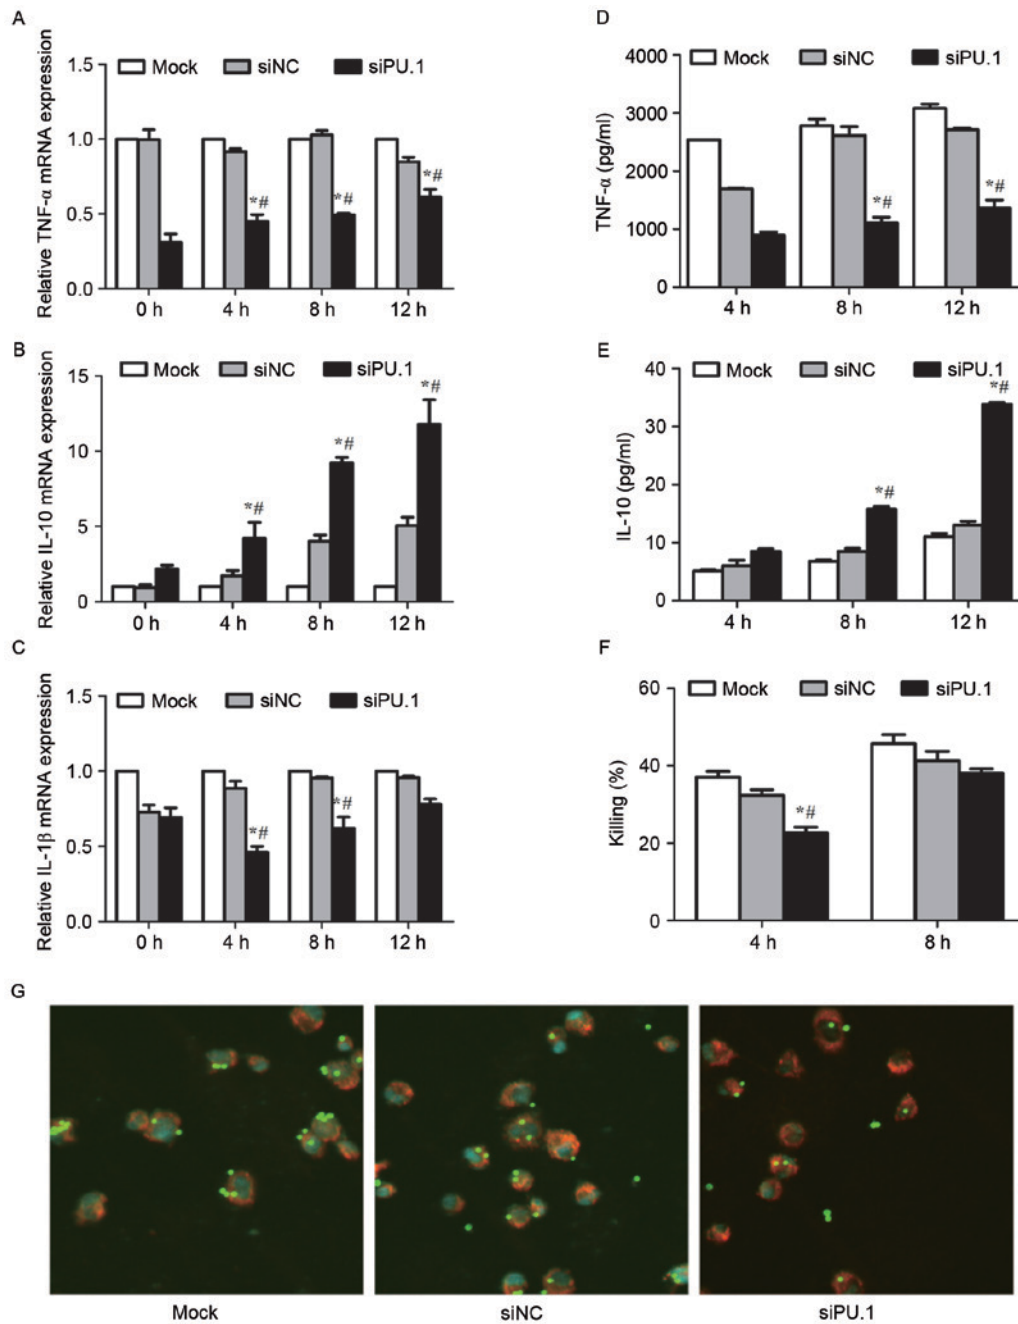 A
Relative TNF-α mRNA expression
1.5
1.0
0.5
0.0
Mock siNC siPU.1
*# *# *#
0 h 4 h 8 h 12 h
B
Relative IL-10 mRNA expression
15
10
5
0
Mock siNC siPU.1
*# *# *#
0 h 4 h 8 h 12 h
C
Relative IL-1β mRNA expression
1.5
1.0
0.5
0.0
Mock siNC siPU.1
*# *#
0 h 4 h 8 h 12 h
D
TNF-α (pg/ml)
4000
3000
2000
1000
0
Mock siNC siPU.1
*# *#
4 h 8 h 12 h
E
IL-10 (pg/ml)
40
30
20
10
0
Mock siNC siPU.1
*# *#
4 h 8 h 12 h
F
Killing (%)
60
40
20
0
Mock siNC siPU.1
*#
4 h 8 h
G
Mock siNC siPU.1